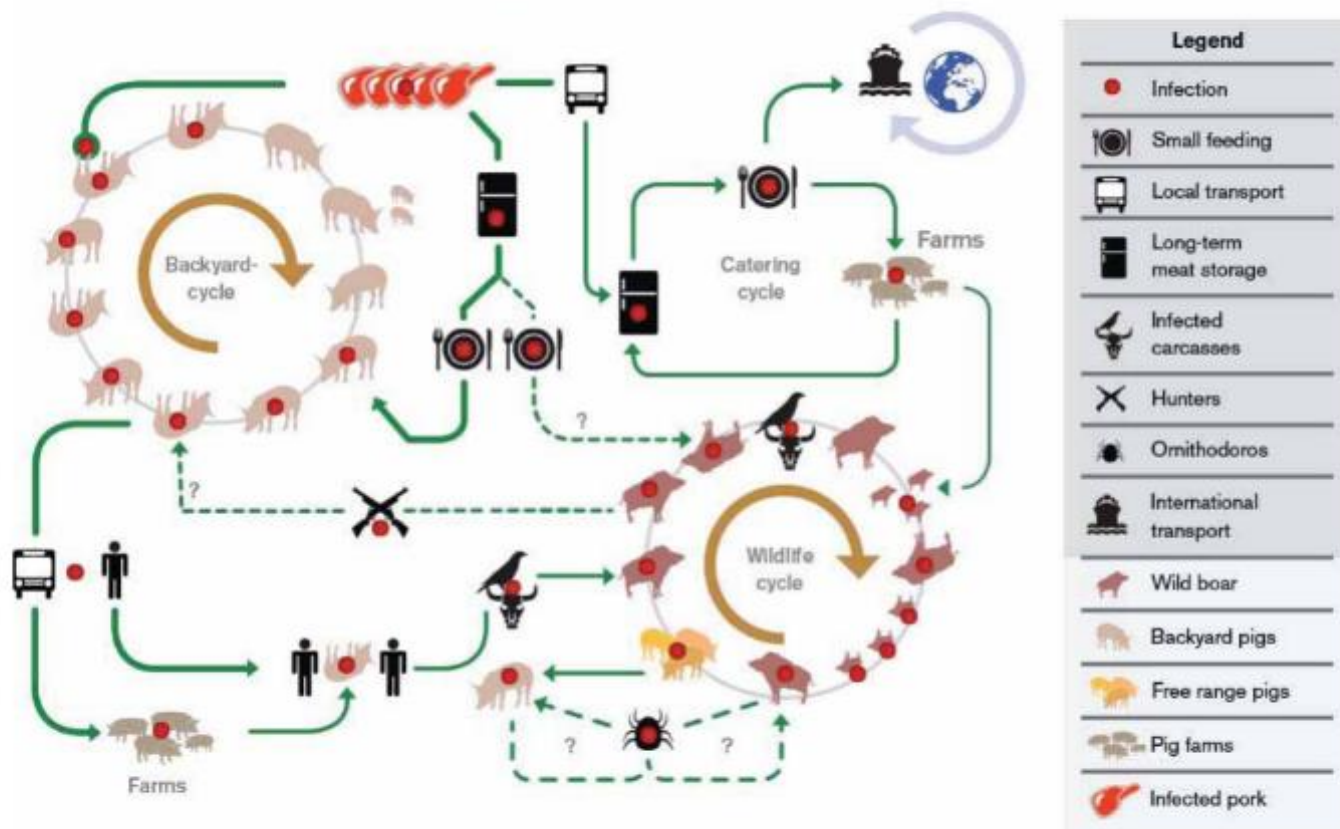 Backyard-
cycle
Catering
cycle
Farms
?
?
Wildlife
cycle
?
?
Farms
Legend
Infection
Small feeding
Local transport
Long-term
meat storage
Infected
carcasses
Hunters
Ornithodoros
International
transport
Wild boar
Backyard pigs
Free range pigs
Pig farms
Infected pork